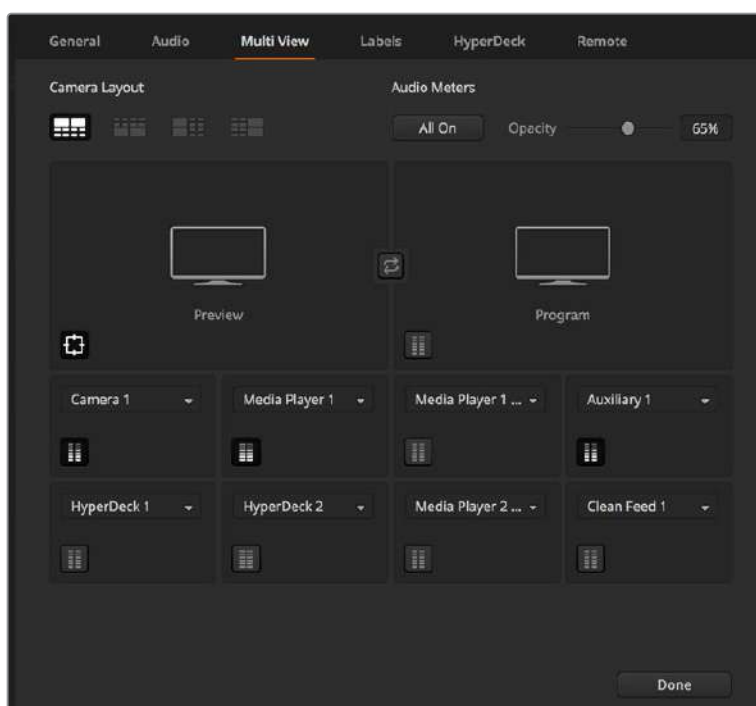 General Audio Multi View Labels HyperDeck Remote
Camera Layout Audio Meters
All On Opacity 65%
Preview Program
Camera 1 Media Player 1 Media Player 1 ... Auxiliary 1
HyperDeck 1 HyperDeck 2 Media Player 2 ... Clean Feed 1
Done